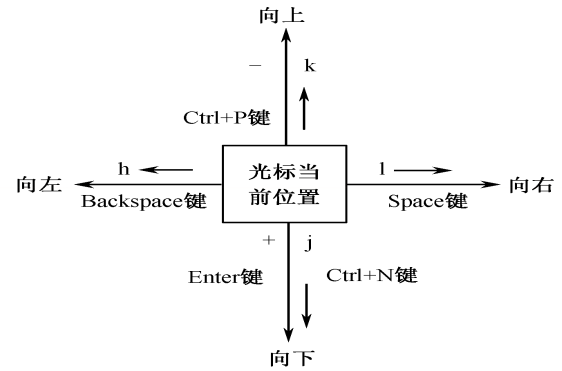 向上
− k
Ctrl+P键
h 光标当 l
向左 前位置 向右
Backspace键 Space键
+ j
Enter键 Ctrl+N键
向下